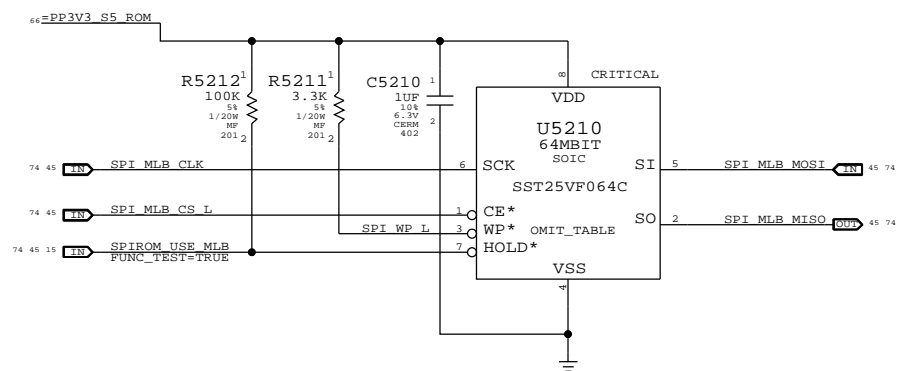 66 =PP3V3_S5_ROM
R5212 1
100K
5%
1/20W
MF
201 2
R5211 1
3.3K
5%
1/20W
MF
201 2
C5210 1
1UF
10%
6.3V
CERM
402
2
8
CRITICAL
VDD
U5210
64MBIT
SOIC
SST25VF064C
OMIT_TABLE
74 45 IN SPI_MLB_CLK 6 SCK
SI 5 SPI_MLB_MOSI IN 45 74
74 45 IN SPI_MLB_CS_L 1 CE*
SO 2 SPI_MLB_MISO OUT 45 74
SPI_WP_L 3 WP*
74 45 15 IN SPIROM_USE_MLB 7 HOLD*
FUNC_TEST=TRUE
VSS
4